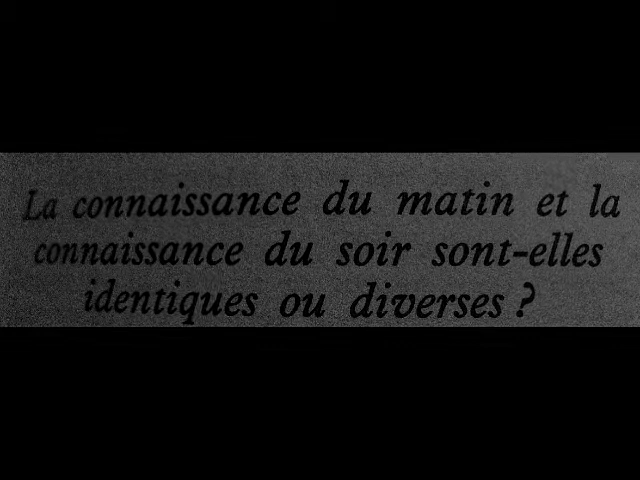 La connaissance du matin et la
connaissance du soir sont-elles
identiques ou diverses ?